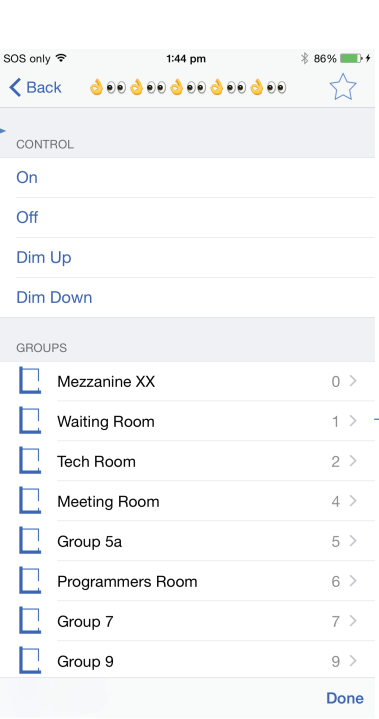 SOS only 1:44 pm 86%
Back 👌👀👌👀👌👀👌👀👌👀
CONTROL
On
Off
Dim Up
Dim Down
GROUPS
Mezzanine XX 0
Waiting Room 1
Tech Room 2
Meeting Room 4
Group 5a 5
Programmers Room 6
Group 7 7
Group 9 9
Done